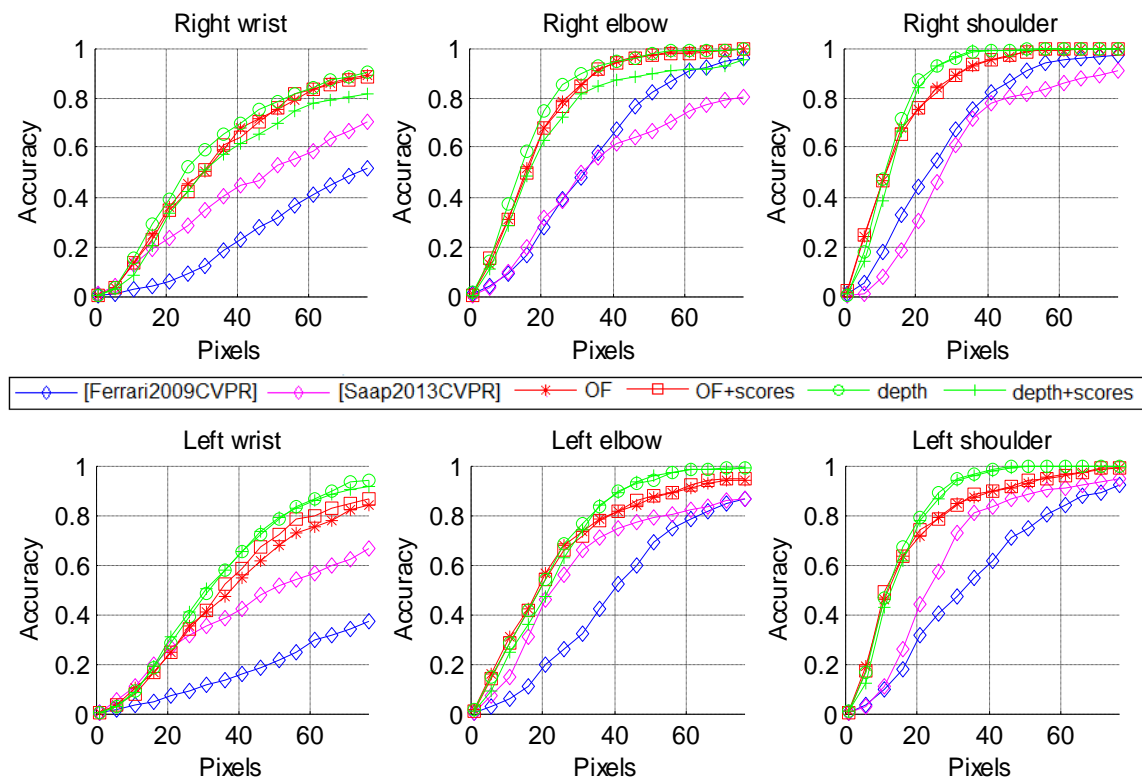 Right wrist
Right elbow
Right shoulder
1
0.8
0.6
0.4
0.2
0
Accuracy
0 20 40 60
Pixels
1
0.8
0.6
0.4
0.2
0
Accuracy
0 20 40 60
Pixels
1
0.8
0.6
0.4
0.2
0
Accuracy
0 20 40 60
Pixels
[Ferrari2009CVPR] [Saap2013CVPR] OF OF+scores depth depth+scores
Left wrist
Left elbow
Left shoulder
1
0.8
0.6
0.4
0.2
0
Accuracy
0 20 40 60
Pixels
1
0.8
0.6
0.4
0.2
0
Accuracy
0 20 40 60
Pixels
1
0.8
0.6
0.4
0.2
0
Accuracy
0 20 40 60
Pixels